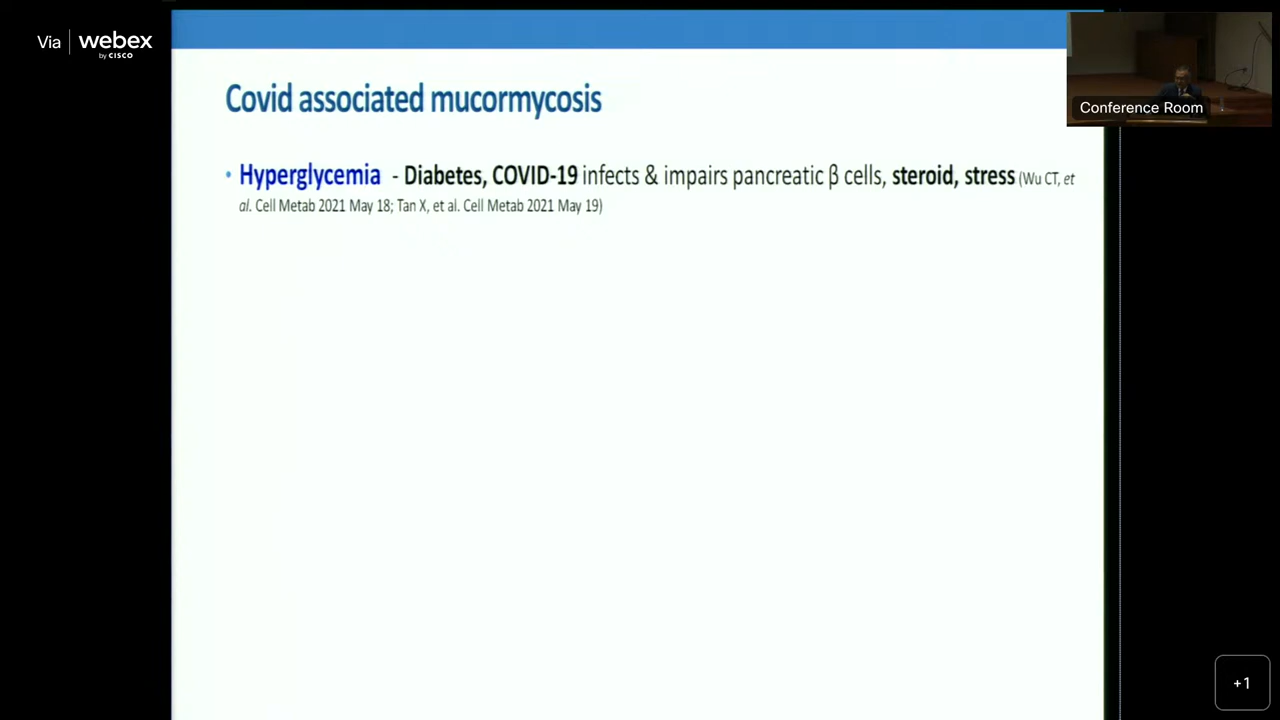 Via webex
by CISCO
Conference Room
Covid associated mucormycosis
• Hyperglycemia - Diabetes, COVID-19 infects & impairs pancreatic β cells, steroid, stress (Wu CT, et
al. Cell Metab 2021 May 18; Tan X, et al. Cell Metab 2021 May 19)
+1